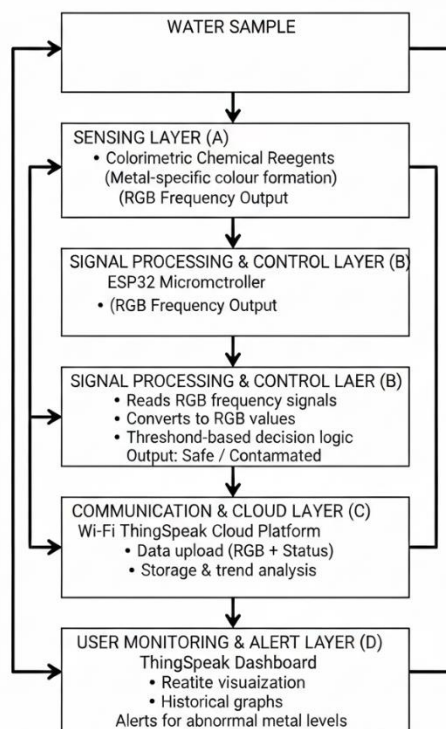 WATER SAMPLE
SENSING LAYER (A)
• Colorimetric Chemical Reegents
(Metal-specific colour formation)
(RGB Frequency Output
SIGNAL PROCESSING & CONTROL LAYER (B)
ESP32 Micromctroller
• (RGB Frequency Output
SIGNAL PROCESSING & CONTROL LAER (B)
• Reads RGB frequency signals
• Converts to RGB values
• Threshond-based decision logic
Output: Safe / Contamated
COMMUNICATION & CLOUD LAYER (C)
Wi-Fi ThingSpeak Cloud Platform
• Data upload (RGB + Status)
• Storage & trend analysis
USER MONITORING & ALERT LAYER (D)
ThingSpeak Dashboard
• Reatite visuaization
• Historical graphs
Alerts for abnormrmal metal levels